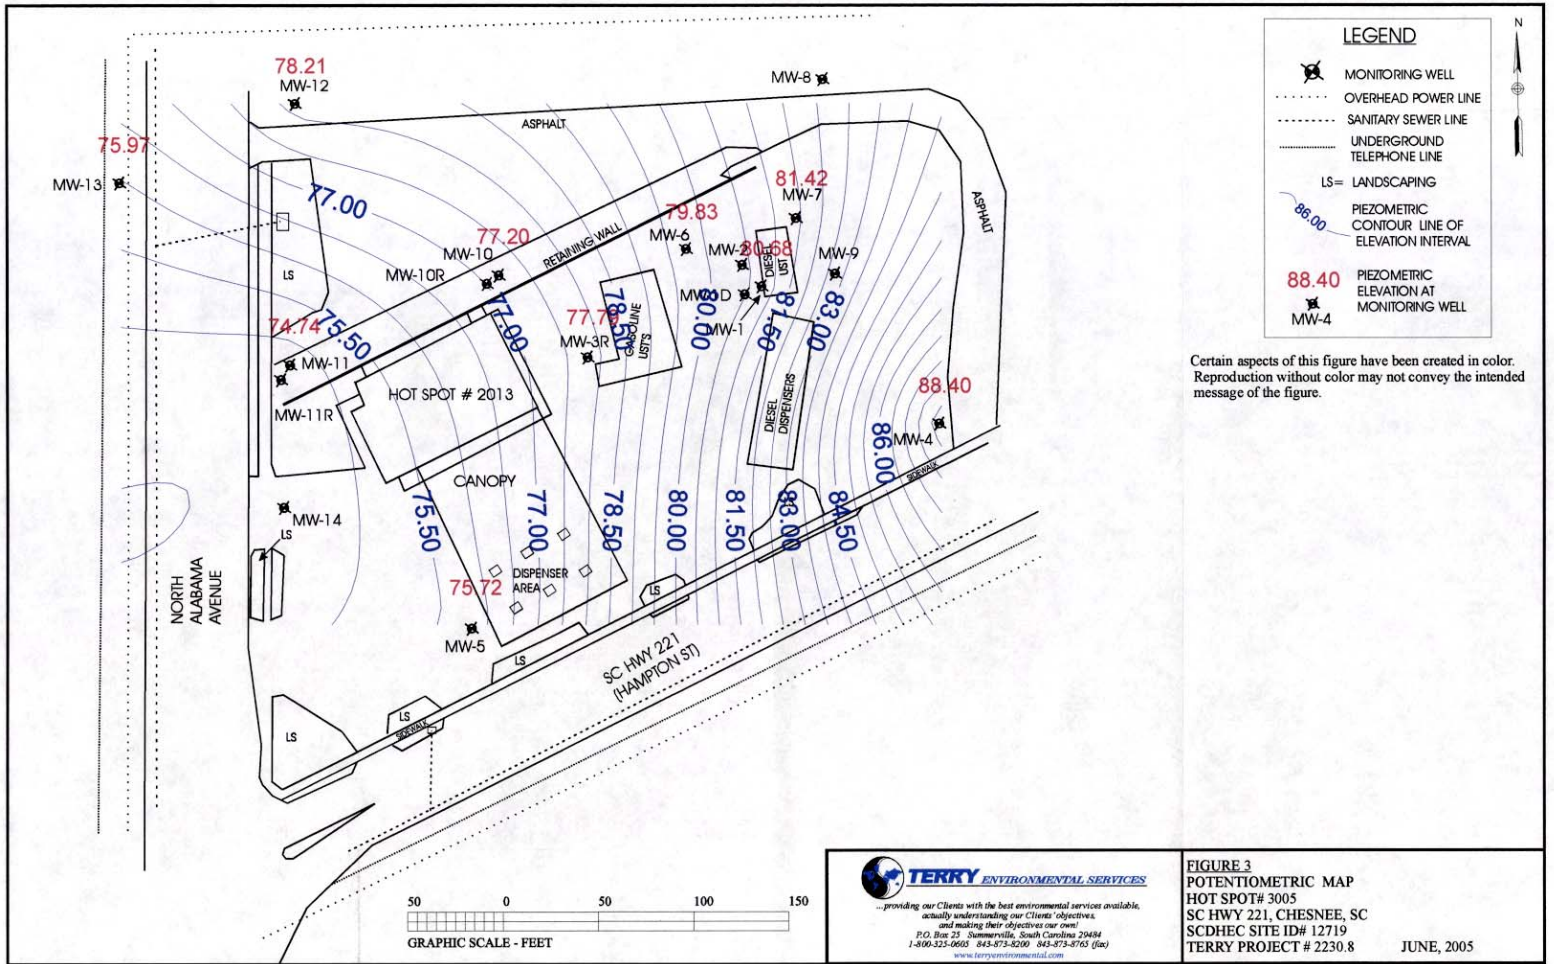 78.21
MW-12
MW-8
ASPHALT
75.97
MW-13
77.00
81.42
MW-7
79.83
MW-6
ASPHALT
77.20
MW-10
RETAINING WALL
80.68
MW-9
MW-10R
DIESEL
UST
LS
77.00
78.50
80.00
81.50
83.00
74.74
75.50
77.79
MW-3R
GASOLINE
UST'S
MW-1
MW-11
MW-11R
HOT SPOT # 2013
DIESEL
DISPENSERS
88.40
MW-4
86.00
SIDEWALK
CANOPY
75.50
77.00
78.50
80.00
81.50
83.00
84.50
MW-14
LS
NORTH
ALABAMA
AVENUE
DISPENSER
AREA
75.72
MW-5
LS
LS
SC HWY 221
(HAMPTON ST)
LS
SIDEWALK
LS
LEGEND
N
MONITORING WELL
OVERHEAD POWER LINE
SANITARY SEWER LINE
UNDERGROUND
TELEPHONE LINE
LS= LANDSCAPING
86.00
PIEZOMETRIC
CONTOUR LINE OF
ELEVATION INTERVAL
88.40
MW-4
PIEZOMETRIC
ELEVATION AT
MONITORING WELL
Certain aspects of this figure have been created in color.
Reproduction without color may not convey the intended
message of the figure.
50 0 50 100 150
GRAPHIC SCALE - FEET
TERRY ENVIRONMENTAL SERVICES
...providing our Clients with the best environmental services available,
actually understanding our Clients' objectives,
and making their objectives our own!
P.O. Box 25 Summerville, South Carolina 29484
1-800-325-0605 843-873-8200 843-873-8765 (fax)
www.terryenvironmental.com
FIGURE 3
POTENTIOMETRIC MAP
HOT SPOT# 3005
SC HWY 221, CHESNEE, SC
SCDHEC SITE ID# 12719
TERRY PROJECT # 2230.8 JUNE, 2005